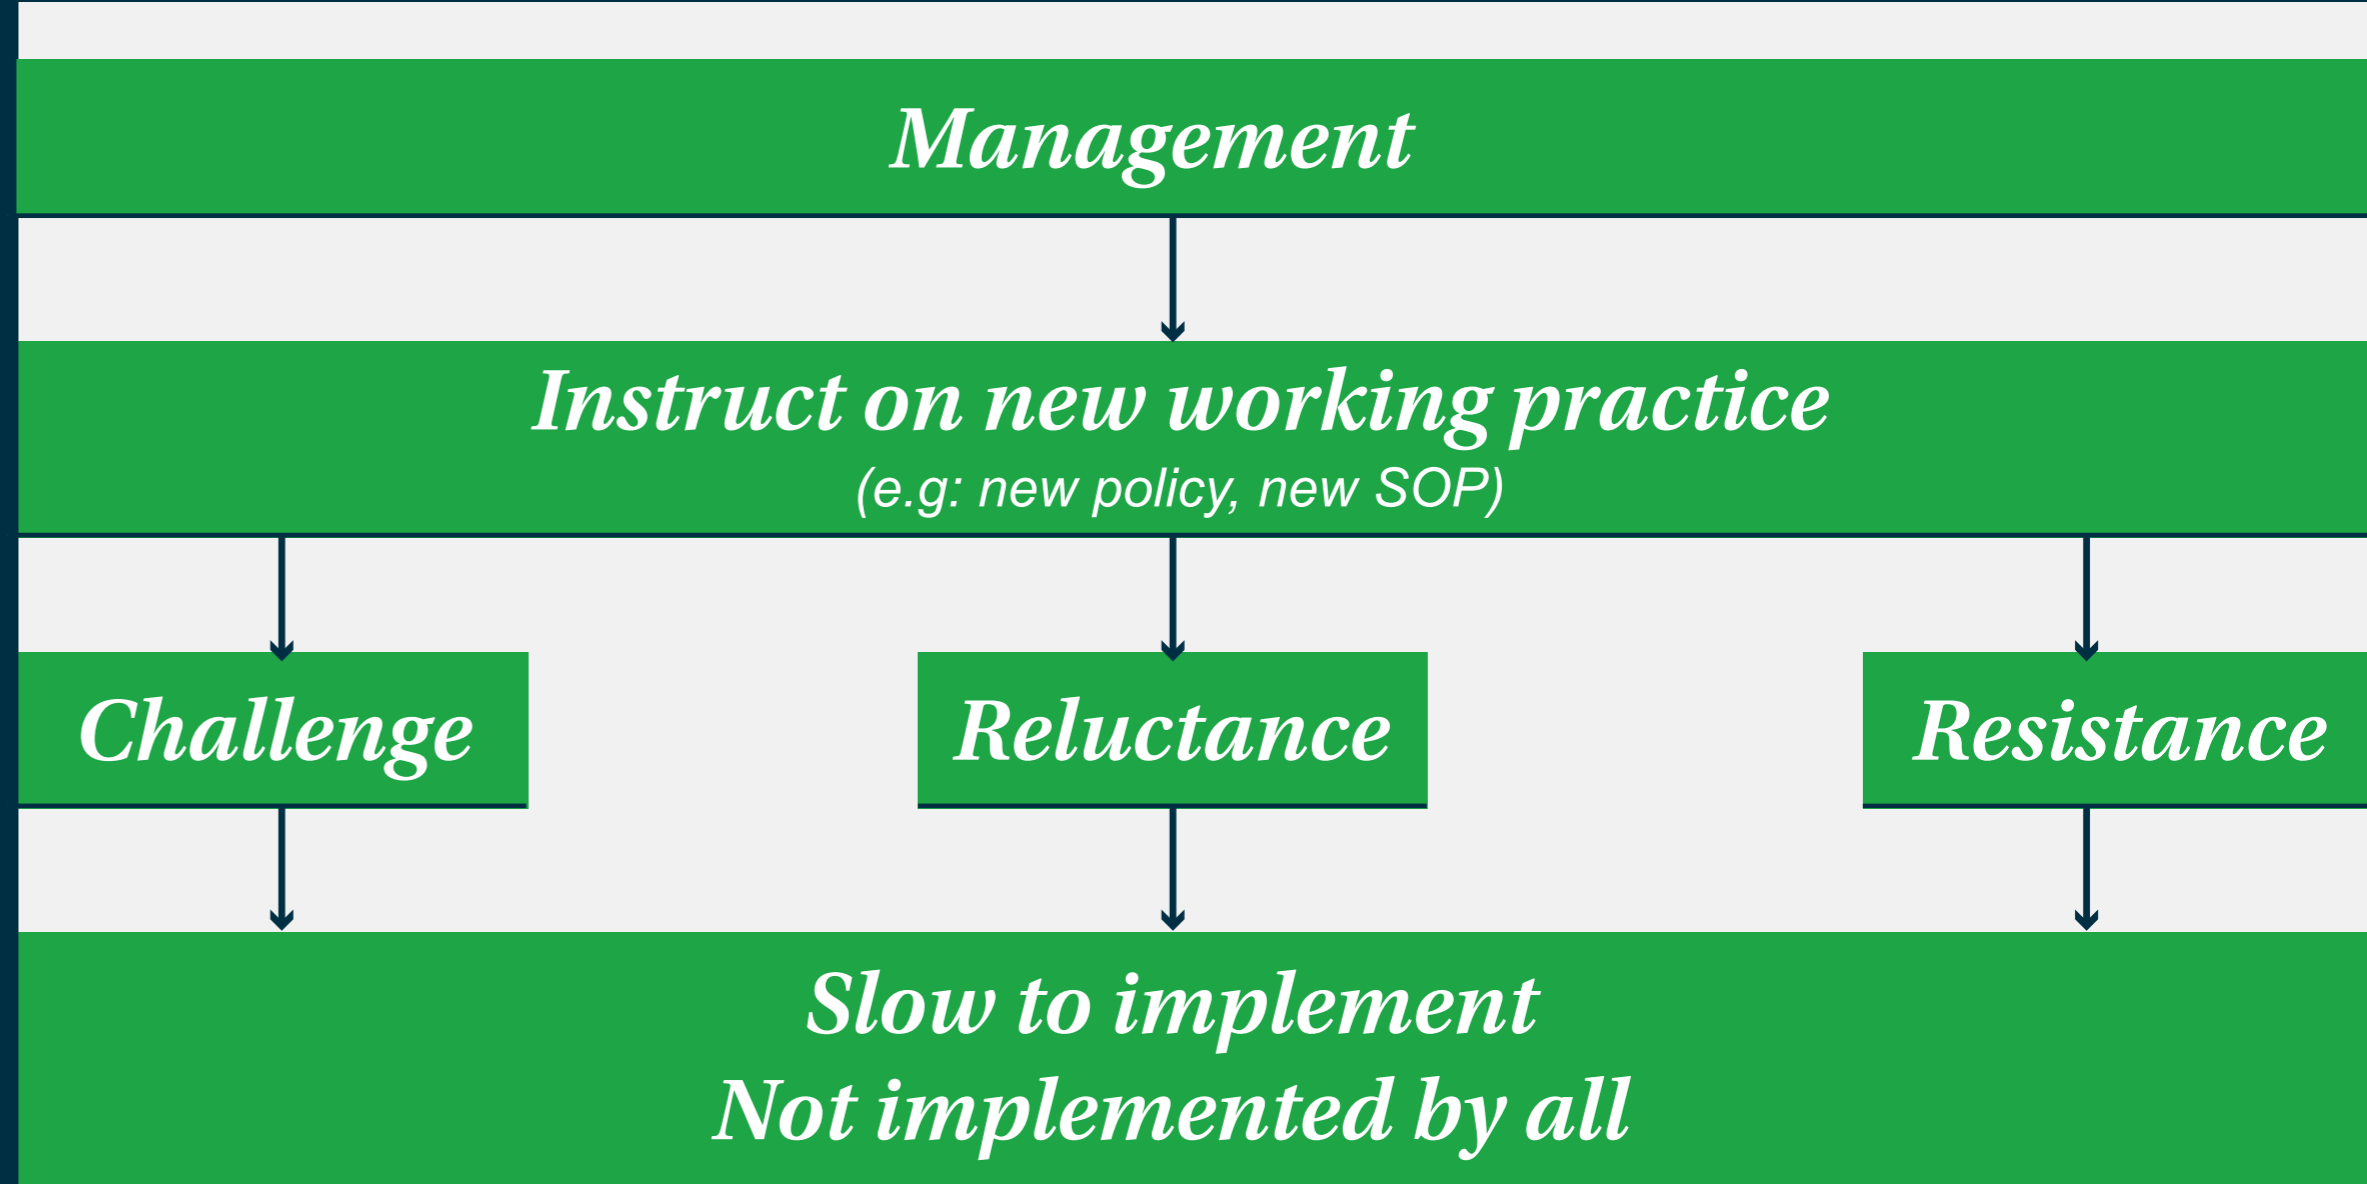 Management
Instruct on new working practice
(e.g: new policy, new SOP)
Challenge
Reluctance
Resistance
Slow to implement
Not implemented by all